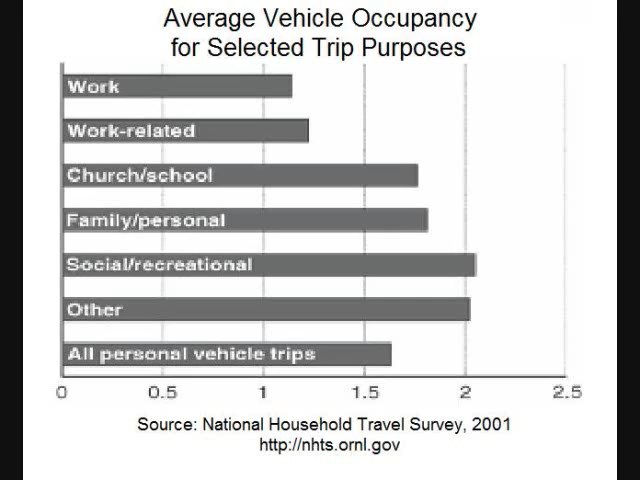 Average Vehicle Occupancy
for Selected Trip Purposes
Work
Work-related
Church/school
Family/personal
Social/recreational
Other
All personal vehicle trips
0 0.5 1 1.5 2 2.5
Source: National Household Travel Survey, 2001
http://nhts.ornl.gov